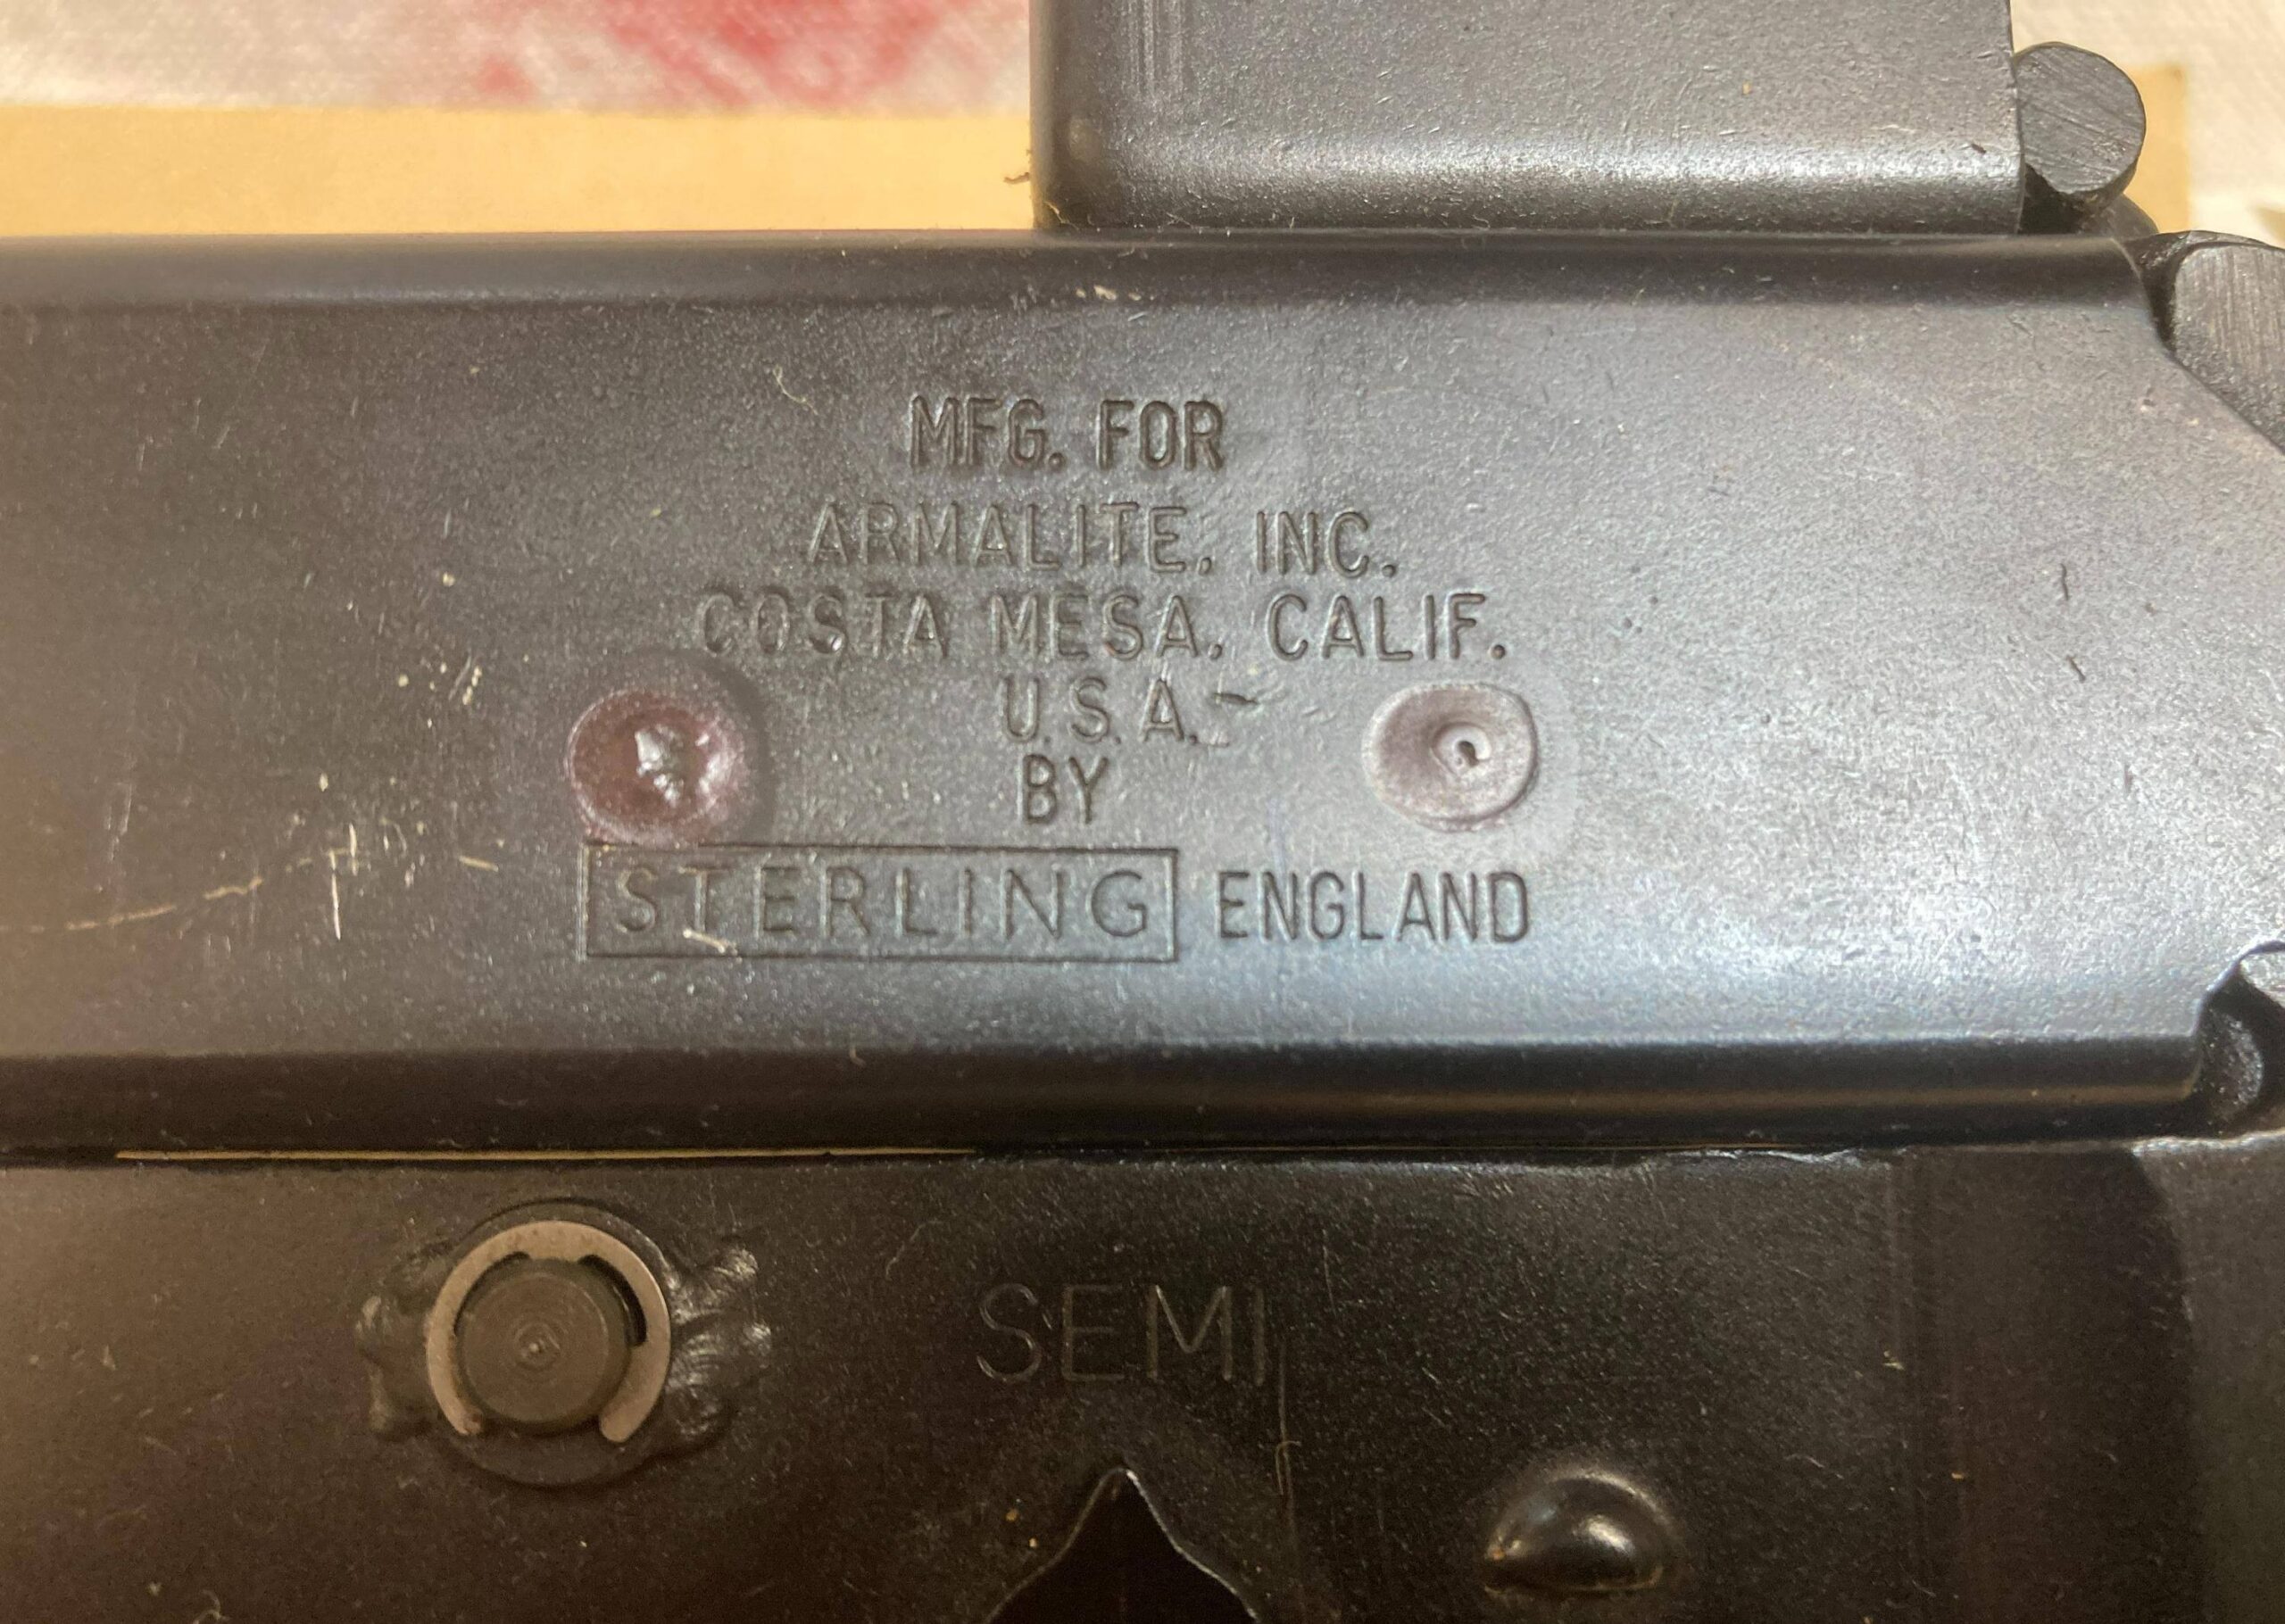 MFG. FOR
ARMALITE, INC.
COSTA MESA, CALIF.
U.S.A.
BY
STERLING ENGLAND
SEMI